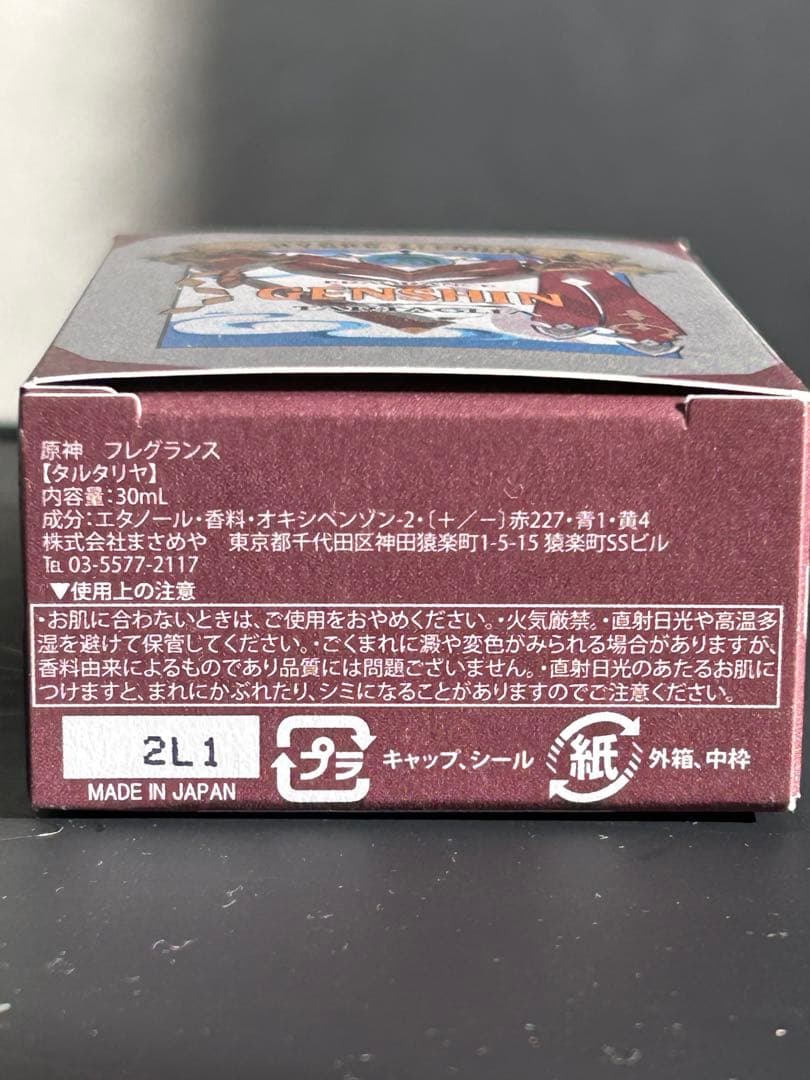 GENSHIN
TARTAGLIA
原神　フレグランス
【タルタリヤ】
内容量:30mL
成分:エタノール・香料・オキシベンゾン-2・(＋／－)赤227・青1・黄4
株式会社まさめや　東京都千代田区神田猿楽町1-5-15 猿楽町SSビル
℡ 03-5577-2117
▼使用上の注意
・お肌に合わないときは、ご使用をおやめください。・火気厳禁。・直射日光や高温多
湿を避けて保管してください。・ごくまれに澱や変色がみられる場合がありますが、
香料由来によるものであり品質には問題ございません。・直射日光のあたるお肌に
つけますと、まれにかぶれたり、シミになることがありますのでご注意ください。
2L1
MADE IN JAPAN
プラ
キャップ、シール
紙
外箱、中枠